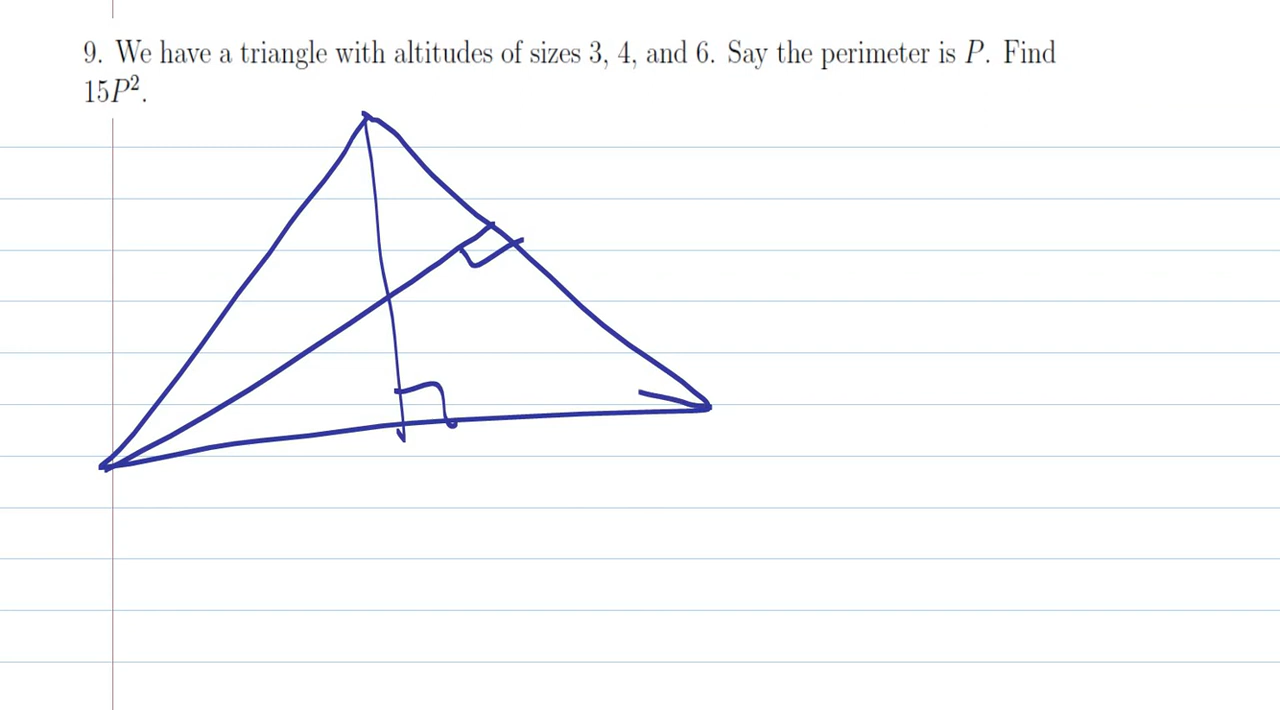 9. We have a triangle with altitudes of sizes 3, 4, and 6. Say the perimeter is P. Find
15P².